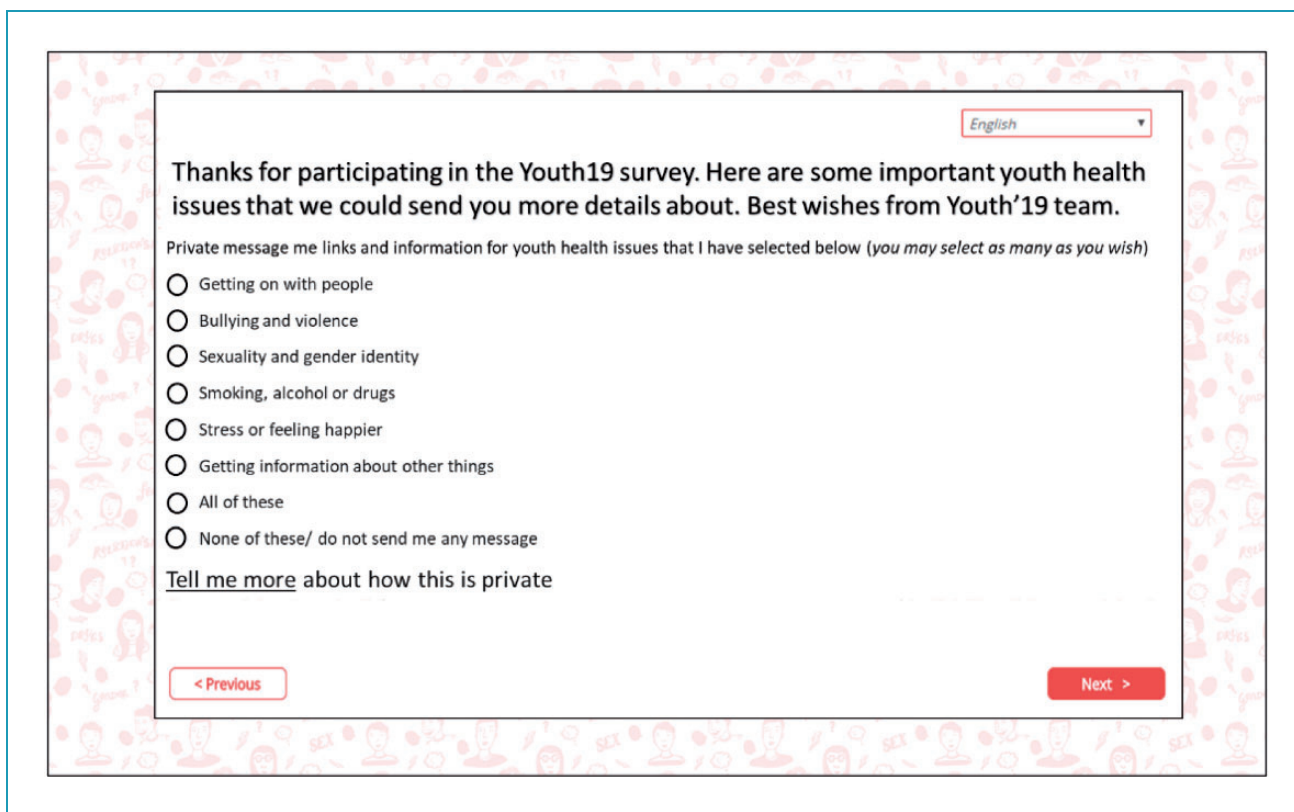 English
Thanks for participating in the Youth19 survey. Here are some important youth health
issues that we could send you more details about. Best wishes from Youth'19 team.
Private message me links and information for youth health issues that I have selected below (you may select as many as you wish)
Getting on with people
Bullying and violence
Sexuality and gender identity
Smoking, alcohol or drugs
Stress or feeling happier
Getting information about other things
All of these
None of these/ do not send me any message
Tell me more about how this is private
< Previous
Next >